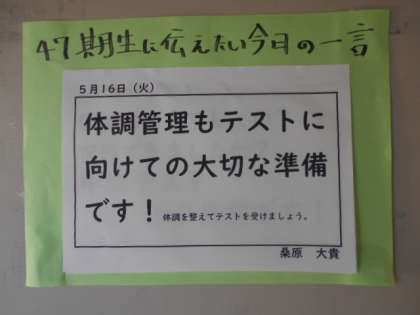 47期生に伝えたい今日の一言
5月16日（火）
体調管理もテストに
向けての大切な準備
です！体調を整えてテストを受けましょう。
桑原　大貴